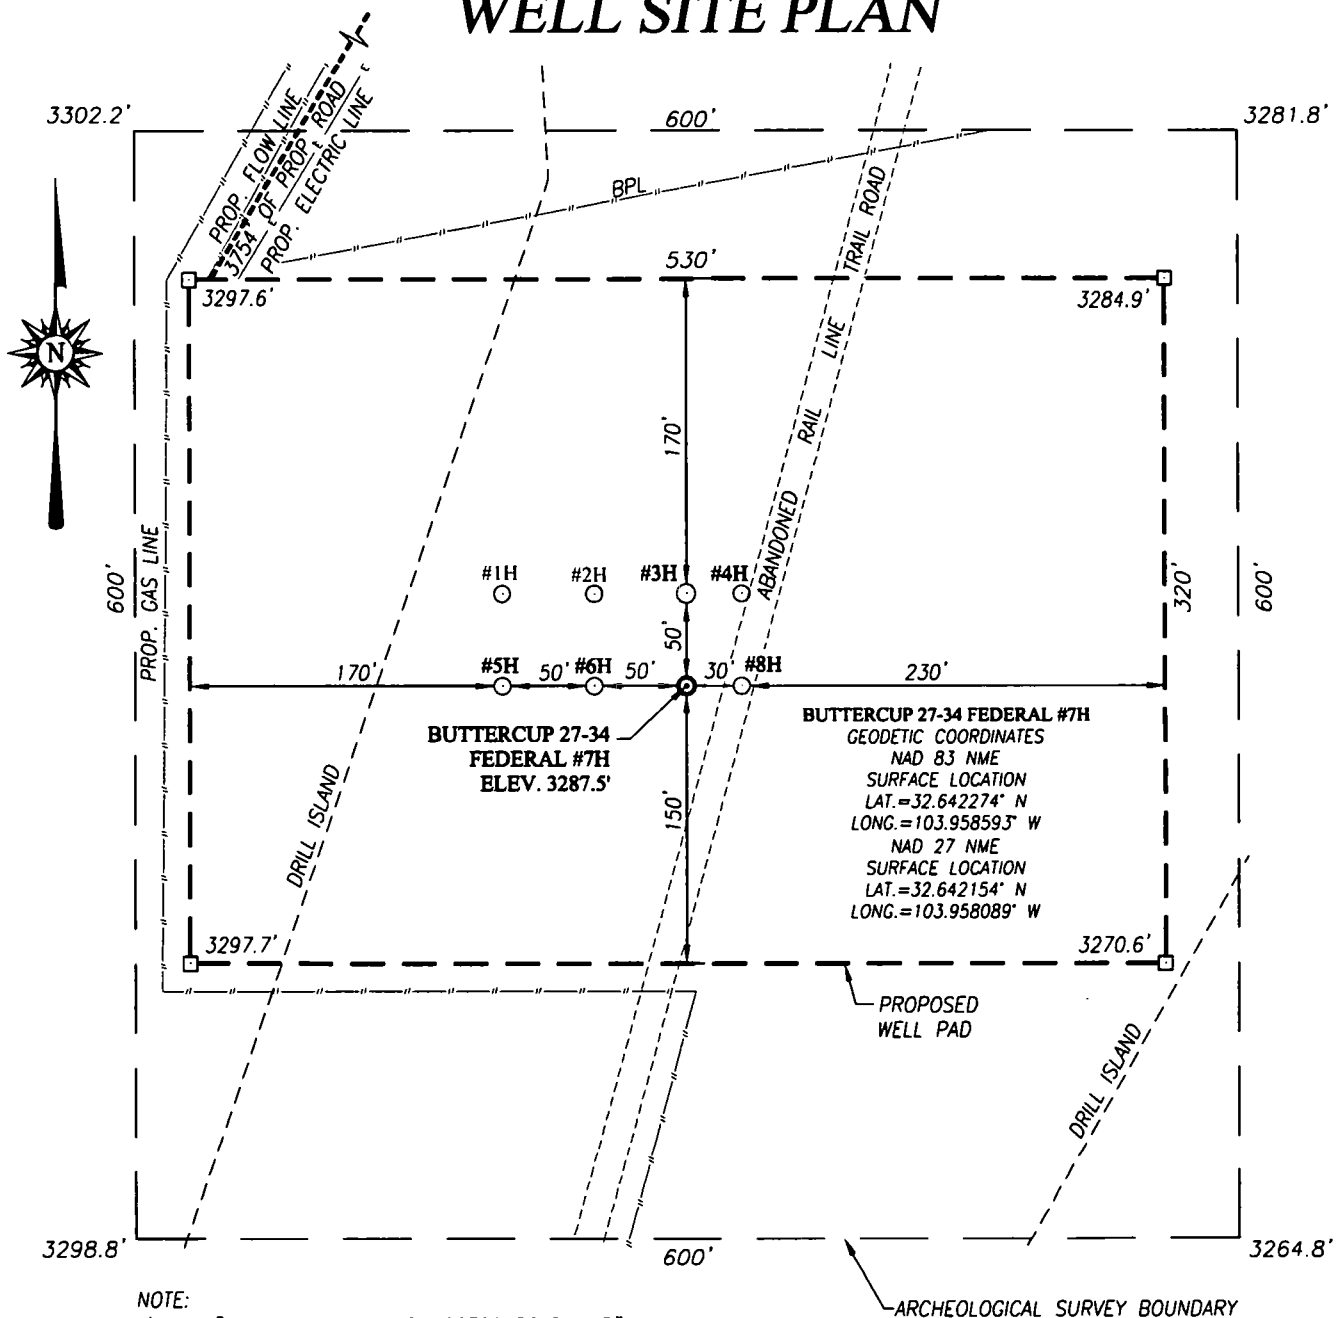 WELL SITE PLAN
3302.2'
600'
3281.8'
PROP. FLOW LINE
3754' OF PROP. ROAD
PROP. ELECTRIC LINE
BPL
530'
3297.6'
3284.9'
N
ABANDONED RAIL LINE TRAIL ROAD
170'
600'
PROP. GAS LINE
#1H
#2H
#3H
#4H
320'
600'
50'
170'
#5H
50'
#6H
50'
30'
#8H
230'
BUTTERCUP 27-34
FEDERAL #7H
ELEV. 3287.5'
150'
BUTTERCUP 27-34 FEDERAL #7H
GEODETIC COORDINATES
NAD 83 NME
SURFACE LOCATION
LAT.=32.642274° N
LONG.=103.958593° W
NAD 27 NME
SURFACE LOCATION
LAT.=32.642154° N
LONG.=103.958089° W
DRILL ISLAND
3297.7'
3270.6'
PROPOSED
WELL PAD
DRILL ISLAND
3298.8'
600'
3264.8'
NOTE:
ARCHEOLOGICAL SURVEY BOUNDARY